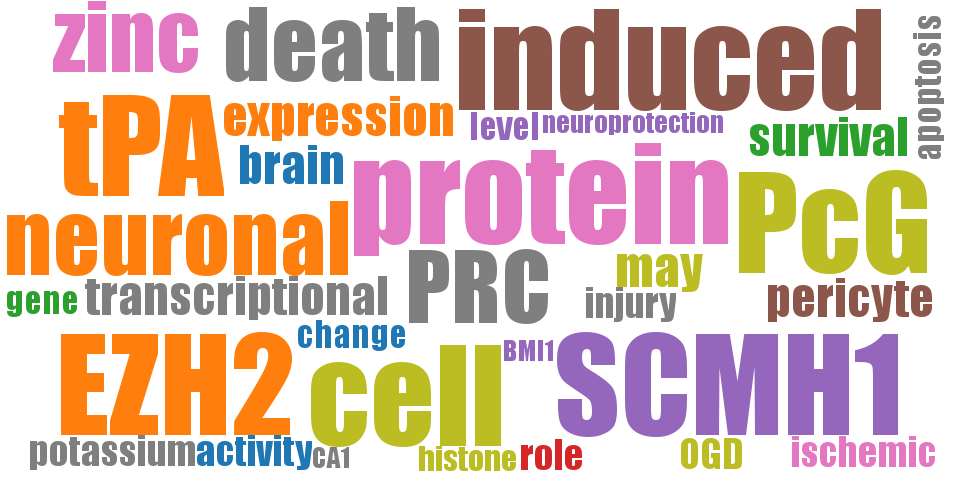 zinc death induced apoptosis
tPA expression level neuroprotection survival
brain protein PcG
neuronal may
gene transcriptional PRC injury pericyte
change
EZH2 cell BMI1 SCMH1
potassium activity CA1 histone role OGD ischemic